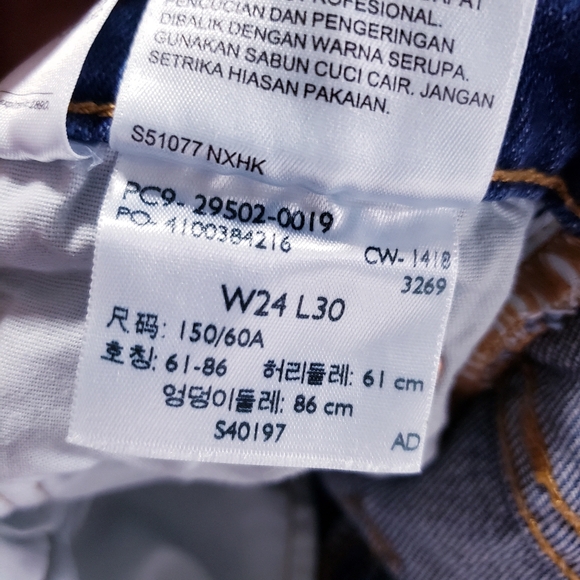 PROFESIONAL.
PENCUCIAN DAN PENGERINGAN
DIBALIK DENGAN WARNA SERUPA.
GUNAKAN SABUN CUCI CAIR. JANGAN
SETRIKA HIASAN PAKAIAN.
S51077 NXHK
PC9- 29502-0019
PO- 4100384216
CW- 1418
3269
W24 L30
尺码: 150/60A
호칭: 61-86 허리둘레: 61 cm
엉덩이둘레: 86 cm
S40197
AD